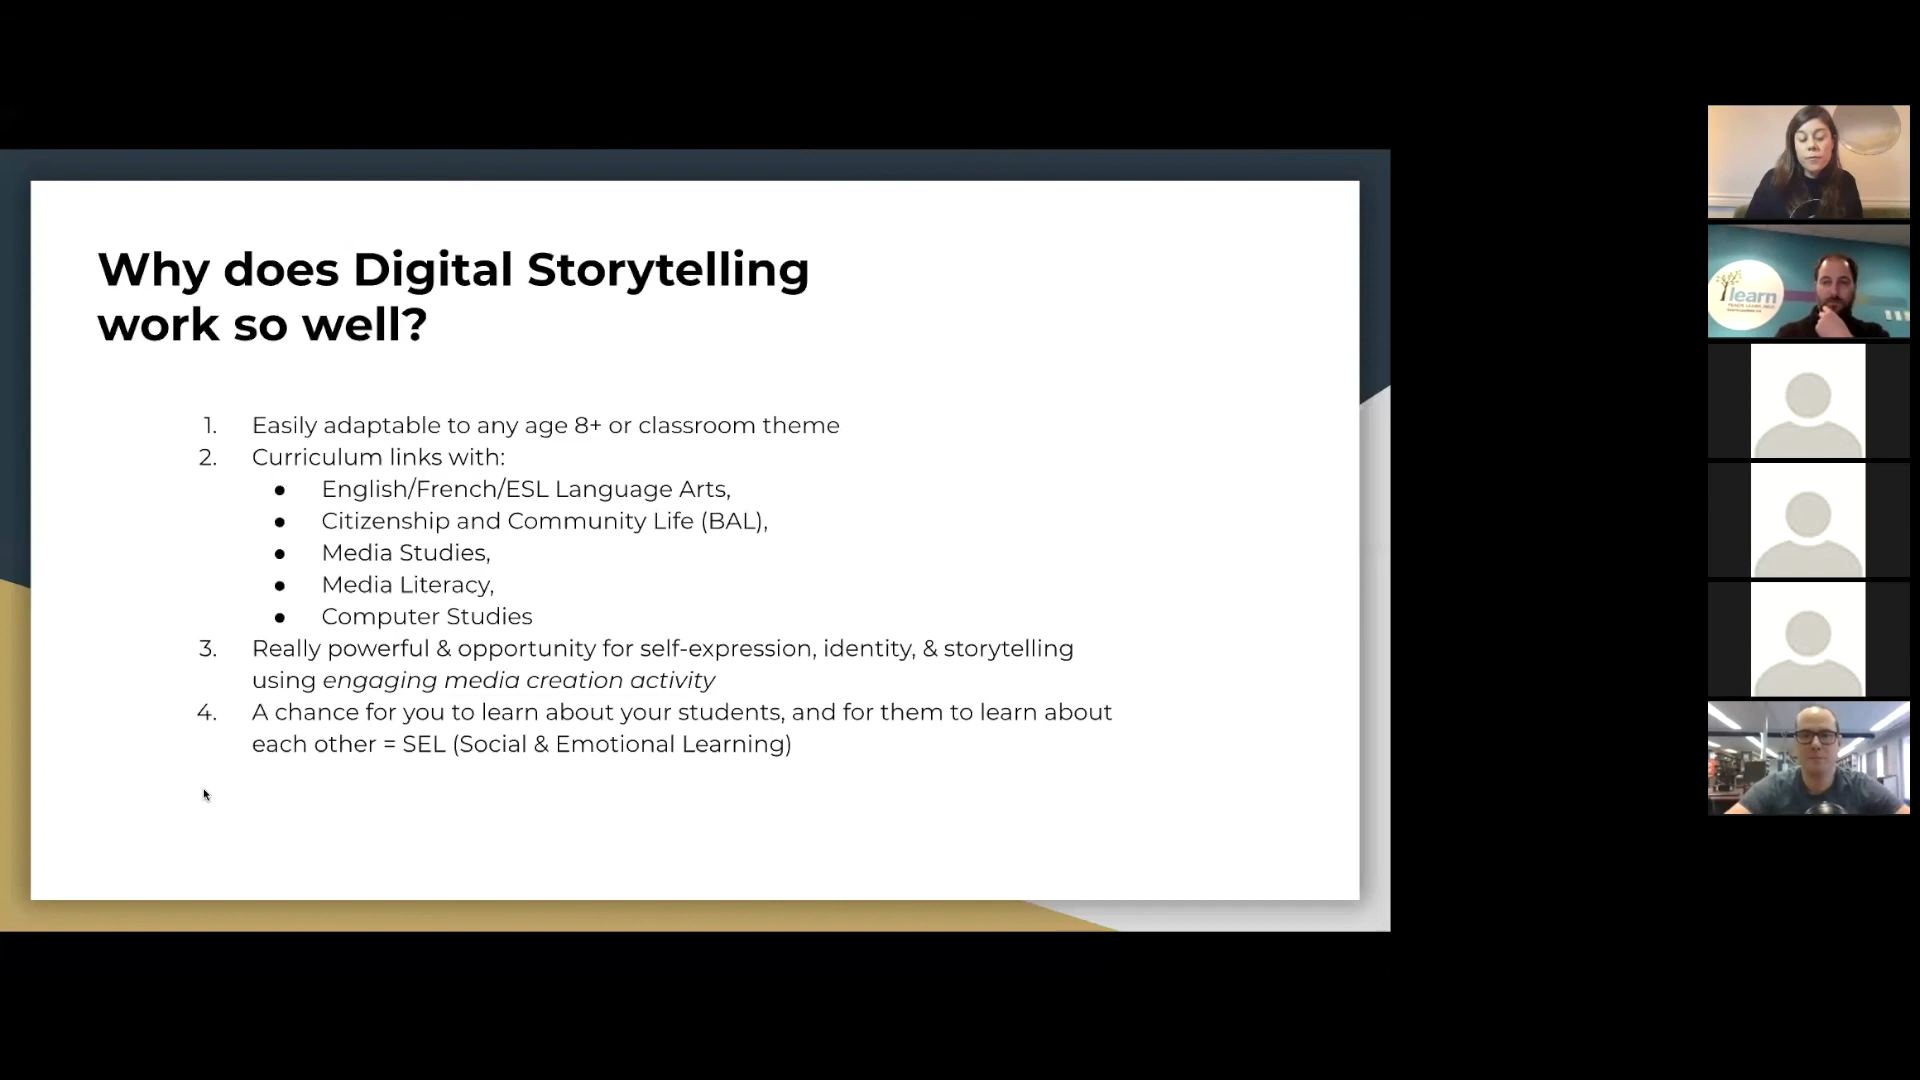 Why does Digital Storytelling
work so well?
1. Easily adaptable to any age 8+ or classroom theme
2. Curriculum links with:
● English/French/ESL Language Arts,
● Citizenship and Community Life (BAL),
● Media Studies,
● Media Literacy,
● Computer Studies
3. Really powerful & opportunity for self-expression, identity, & storytelling
using engaging media creation activity
4. A chance for you to learn about your students, and for them to learn about
each other = SEL (Social & Emotional Learning)
learn